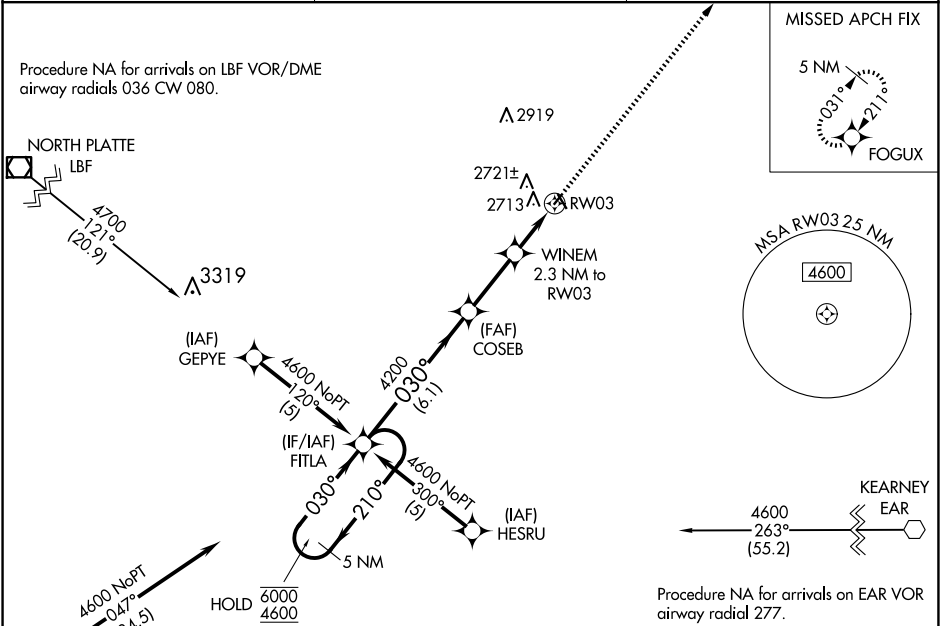 MISSED APCH FIX
5 NM
031°
211°
FOGUX
Procedure NA for arrivals on LBF VOR/DME
airway radials 036 CW 080.
NORTH PLATTE
LBF
4700
121°
(20.9)
2919
2721±
2713
RW03
3319
WINEM
2.3 NM to
RW03
MSA RW03 25 NM
4600
(FAF)
COSEB
(IAF)
GEPYE
4600 NoPT
120°
(5)
4200
030°
(6.1)
(IF/IAF)
FITLA
030°
210°
4600 NoPT
300°
(5)
(IAF)
HESRU
5 NM
HOLD
6000
4600
4600 NoPT
047°
KEARNEY
EAR
4600
263°
(55.2)
Procedure NA for arrivals on EAR VOR
airway radial 277.